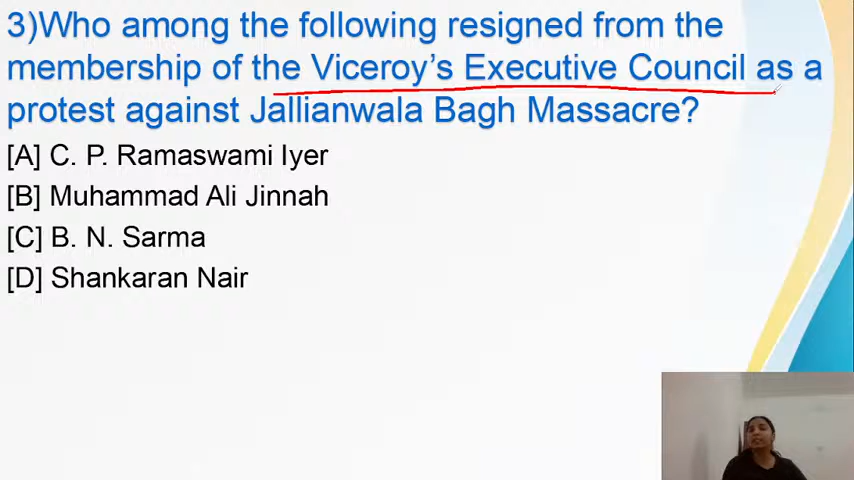 3)Who among the following resigned from the
membership of the Viceroy's Executive Council as a
protest against Jallianwala Bagh Massacre?
[A] C. P. Ramaswami Iyer
[B] Muhammad Ali Jinnah
[C] B. N. Sarma
[D] Shankaran Nair